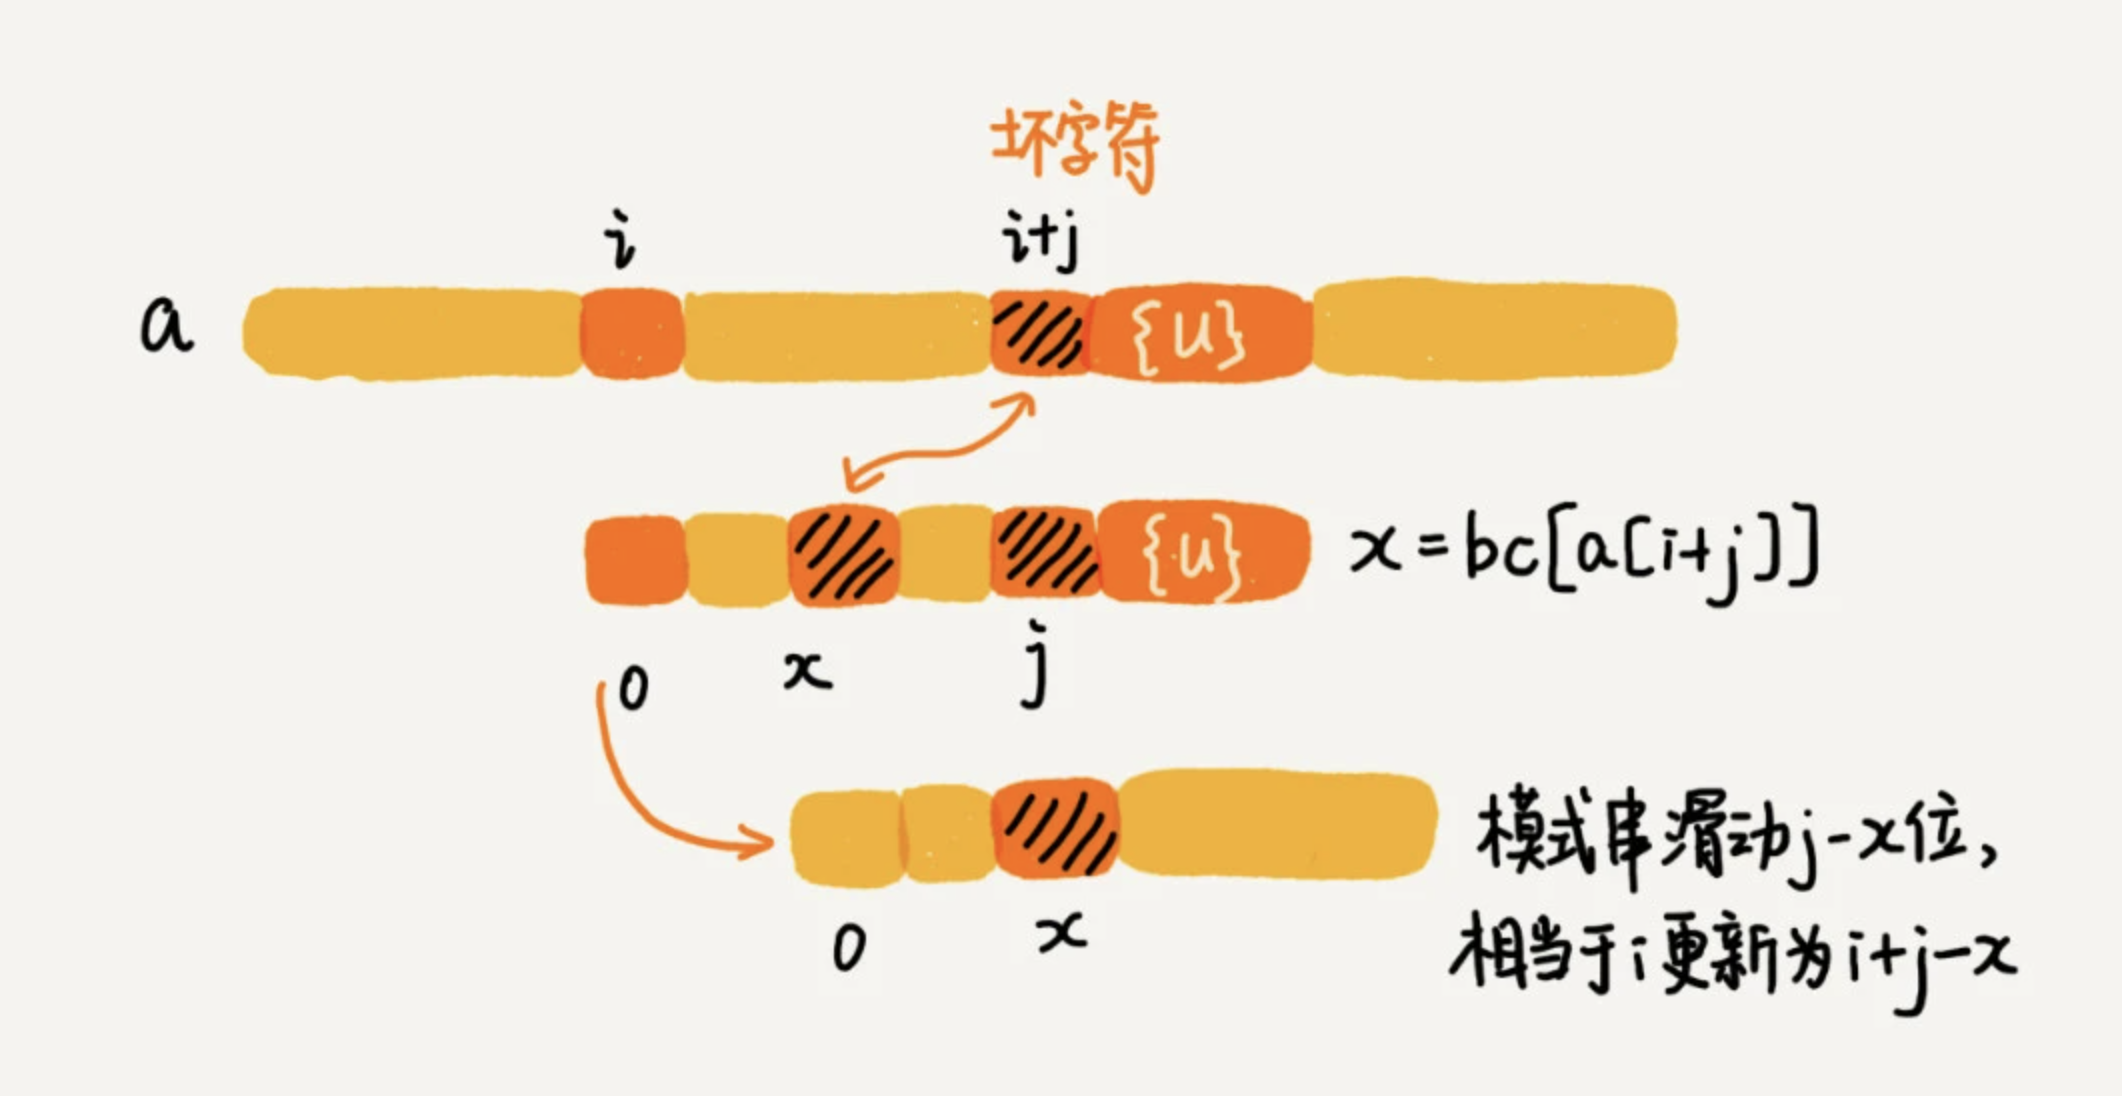 坏字符
i
i+j
a
{u}
{u}
x=bc[a[i+j]]
0
x
j
模式串滑动j-x位，
相当于i更新为i+j-x
0
x